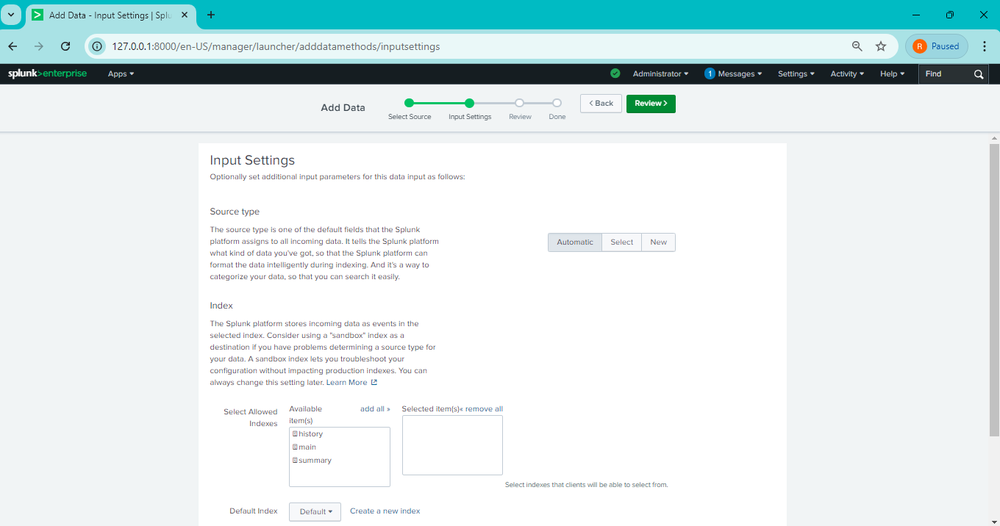 Add Data - Input Settings | Splu
127.0.0.1:8000/en-US/manager/launcher/adddatamethods/inputsettings
R Paused
splunk>enterprise Apps Administrator 1 Messages Settings Activity Help Find
Add Data
Select Source Input Settings Review Done
< Back Review >
Input Settings
Optionally set additional input parameters for this data input as follows:
Source type
The source type is one of the default fields that the Splunk
platform assigns to all incoming data. It tells the Splunk platform
what kind of data you've got, so that the Splunk platform can
format the data intelligently during indexing. And it's a way to
categorize your data, so that you can search it easily.
Automatic Select New
Index
The Splunk platform stores incoming data as events in the
selected index. Consider using a "sandbox" index as a
destination if you have problems determining a source type for
your data. A sandbox index lets you troubleshoot your
configuration without impacting production indexes. You can
always change this setting later. Learn More
Select Allowed
Indexes
Available
item(s)
add all »
Selected item(s)« remove all
history
main
summary
Select indexes that clients will be able to select from.
Default Index Default Create a new index